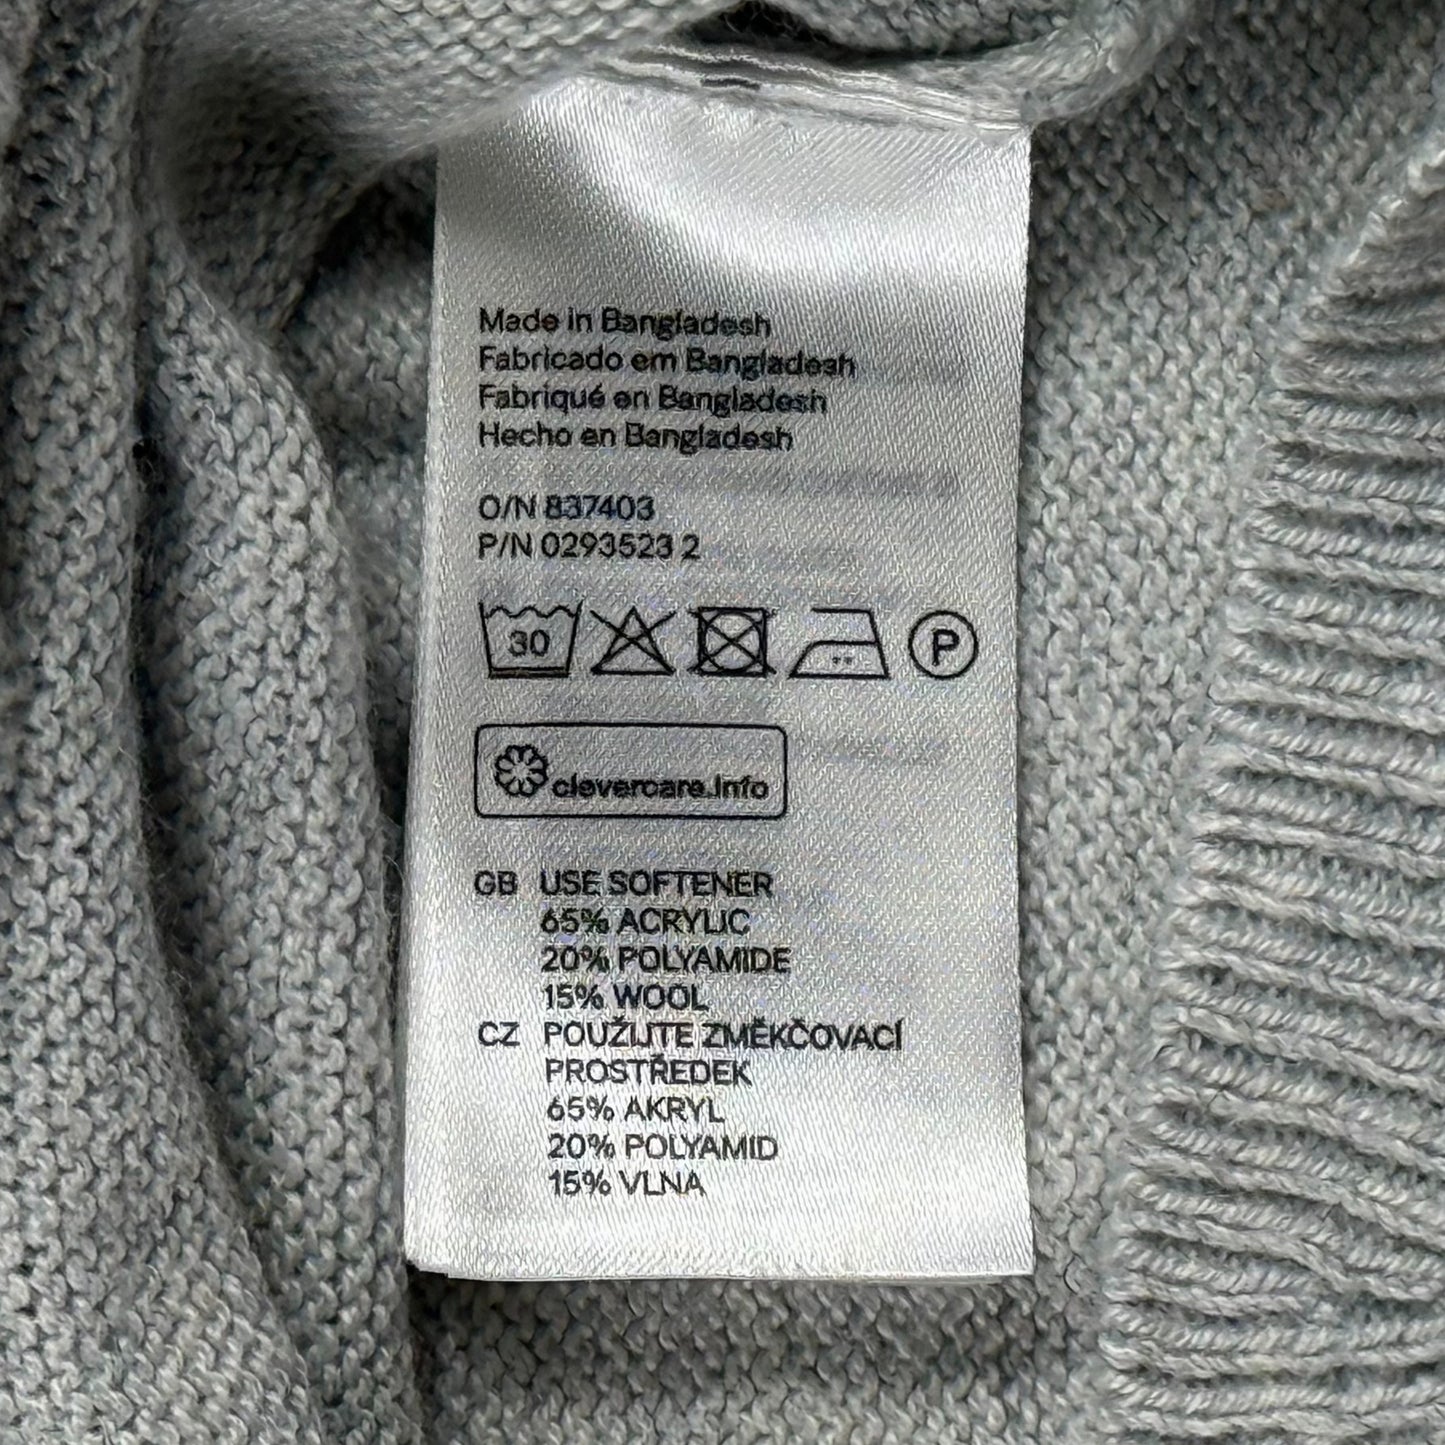 Made in Bangladesh
Fabricado em Bangladesh
Fabriqué en Bangladesh
Hecho en Bangladesh
O/N 837403
P/N 0293523 2
30
P
clevercare.info
GB USE SOFTENER
65% ACRYLIC
20% POLYAMIDE
15% WOOL
CZ POUŽIJTE ZMĚKČOVACÍ
PROSTŘEDEK
65% AKRYL
20% POLYAMID
15% VLNA